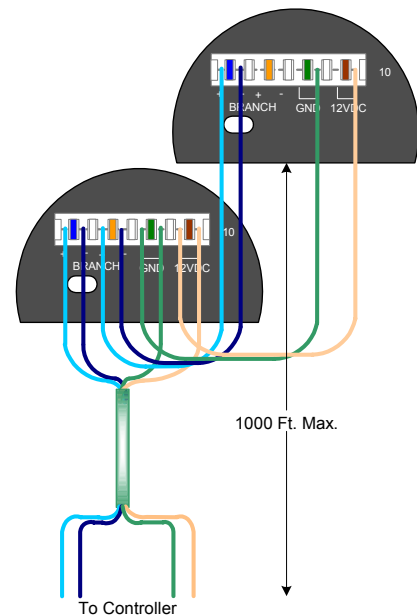 10
+ - + -
BRANCH GND 12VDC
10
+ - + -
BRANCH GND 12VDC
1000 Ft. Max.
To Controller